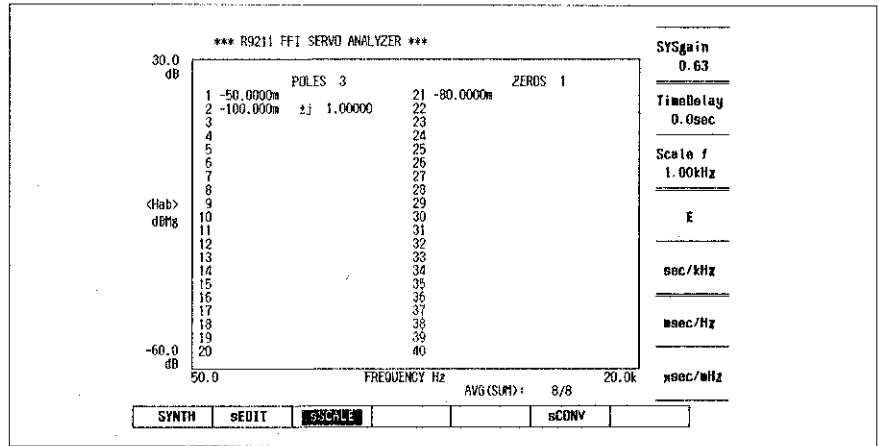 *** R9211 FFT SERVO ANALYZER ***
30.0
dB
POLES 3 ZEROS 1
1 -50.0000m 21 -80.0000m
2 -100.000m ±j 1.00000 22
3 23
4 24
5 25
6 26
7 27
8 28
<Hab> 9 29
dBMg 10 30
11 31
12 32
13 33
14 34
15 35
16 36
17 37
18 38
19 39
-60.0 20 40
dB
50.0 FREQUENCY Hz 20.0k
AVG(SUM): 8/8
SYSgain
0.63
TimeDelay
0.0sec
Scale f
1.00kHz
E
sec/kHz
msec/Hz
SYNTH sEDIT sSCALE sCONV